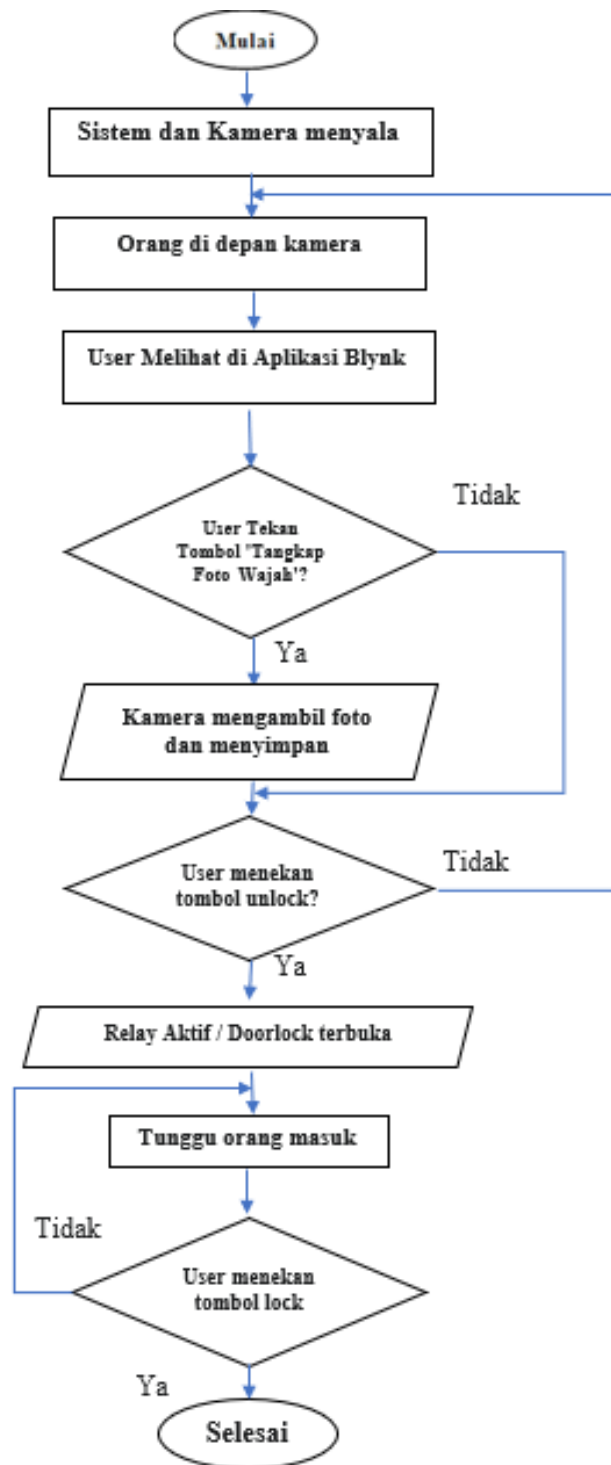 Mulai
Sistem dan Kamera menyala
Orang di depan kamera
User Melihat di Aplikasi Blynk
Tidak
User Tekan
Tombol "Tangkap
Foto Wajah"?
Ya
Kamera mengambil foto
dan menyimpan
User menekan
tombol unlock?
Tidak
Ya
Relay Aktif / Doorlock terbuka
Tunggu orang masuk
Tidak
User menekan
tombol lock
Ya
Selesai